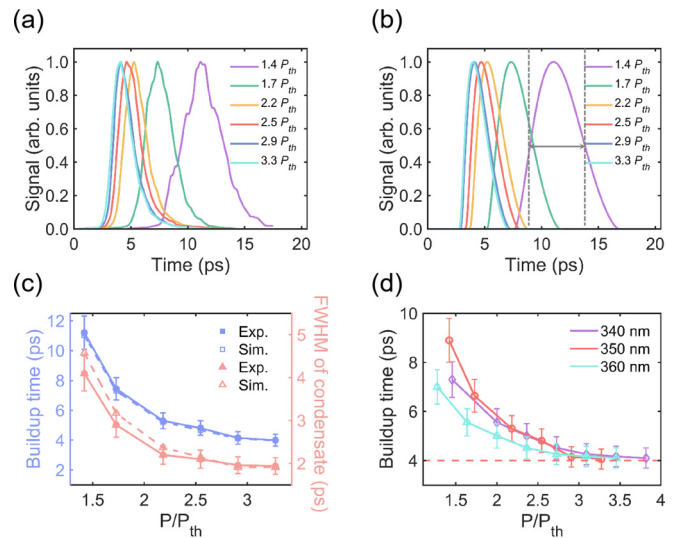 (a)
Signal (arb. units)
1.0
0.8
0.6
0.4
0.2
0.0
1.4 Pth
1.7 Pth
2.2 Pth
2.5 Pth
2.9 Pth
3.3 Pth
0 5 10 15 20
Time (ps)
(b)
Signal (arb. units)
1.0
0.8
0.6
0.4
0.2
0.0
1.4 Pth
1.7 Pth
2.2 Pth
2.5 Pth
2.9 Pth
3.3 Pth
0 5 10 15 20
Time (ps)
(c)
Buildup time (ps)
12
10
8
6
4
2
Exp.
Sim.
Exp.
Sim.
5
4
3
2
FWHM of condensate (ps)
1.5 2 2.5 3
P/Pth
(d)
Buildup time (ps)
10
8
6
4
340 nm
350 nm
360 nm
1 1.5 2 2.5 3 3.5 4
P/Pth